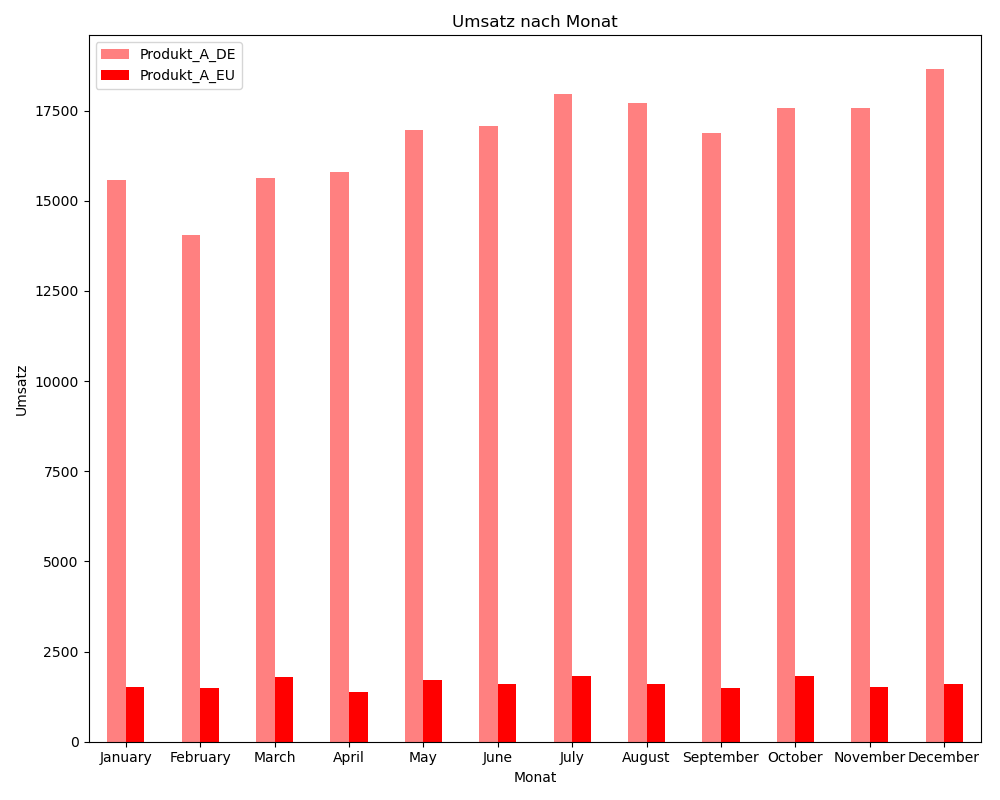 Umsatz nach Monat
Produkt_A_DE
Produkt_A_EU
17500
15000
12500
10000
7500
5000
2500
0
Umsatz
January February March April May June July August September October November December
Monat